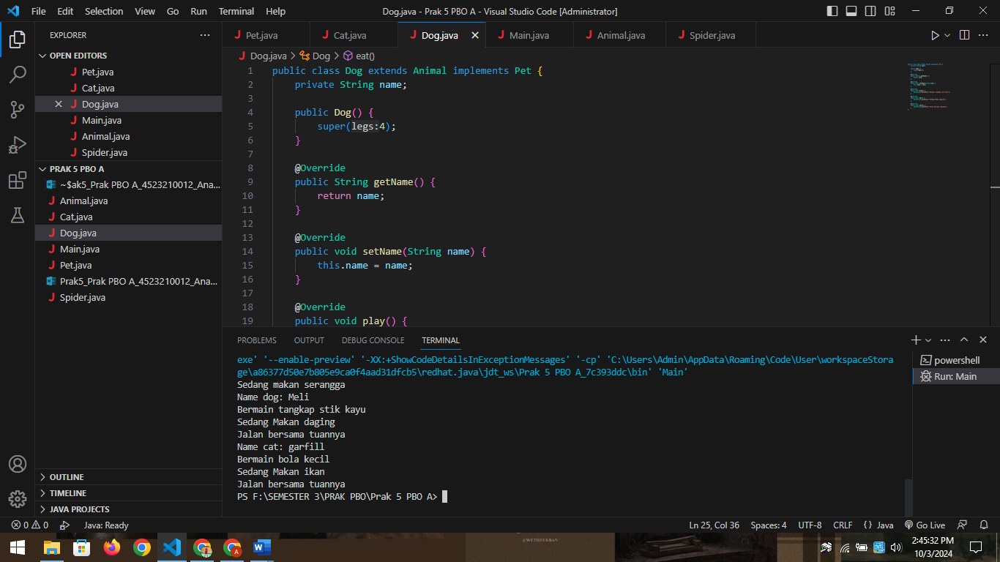 File Edit Selection View Go Run Terminal Help
Dog.java - Prak 5 PBO A - Visual Studio Code [Administrator]
EXPLORER
OPEN EDITORS
Pet.java
Cat.java
Dog.java
Main.java
Animal.java
Spider.java
PRAK 5 PBO A
~$ak5_Prak PBO A_4523210012_Ana...
Animal.java
Cat.java
Dog.java
Main.java
Pet.java
Prak5_Prak PBO A_4523210012_Ana...
Spider.java
OUTLINE
TIMELINE
JAVA PROJECTS
Pet.java Cat.java Dog.java Main.java Animal.java Spider.java
Dog.java > Dog > eat()
1 public class Dog extends Animal implements Pet {
2 private String name;
3
4 public Dog() {
5 super(legs:4);
6 }
7
8 @Override
9 public String getName() {
10 return name;
11 }
12
13 @Override
14 public void setName(String name) {
15 this.name = name;
16 }
17
18 @Override
19 public void play() {
PROBLEMS OUTPUT DEBUG CONSOLE TERMINAL
exe' '--enable-preview' '-XX:+ShowCodeDetailsInExceptionMessages' '-cp' 'C:\Users\Admin\AppData\Roaming\Code\User\workspaceStora
ge\a86377d50e7b805e9ca0f4aad31dfcb5\redhat.java\jdt_ws\Prak 5 PBO A_7c393ddc\bin' 'Main'
Sedang makan serangga
Name dog: Meli
Bermain tangkap stik kayu
Sedang Makan daging
Jalan bersama tuannya
Name cat: garfill
Bermain bola kecil
Sedang Makan ikan
Jalan bersama tuannya
PS F:\SEMESTER 3\PRAK PBO\Prak 5 PBO A>
powershell
Run: Main
0 0 Java: Ready
Ln 25, Col 36 Spaces: 4 UTF-8 CRLF {} Java Go Live
2:45:32 PM
10/3/2024